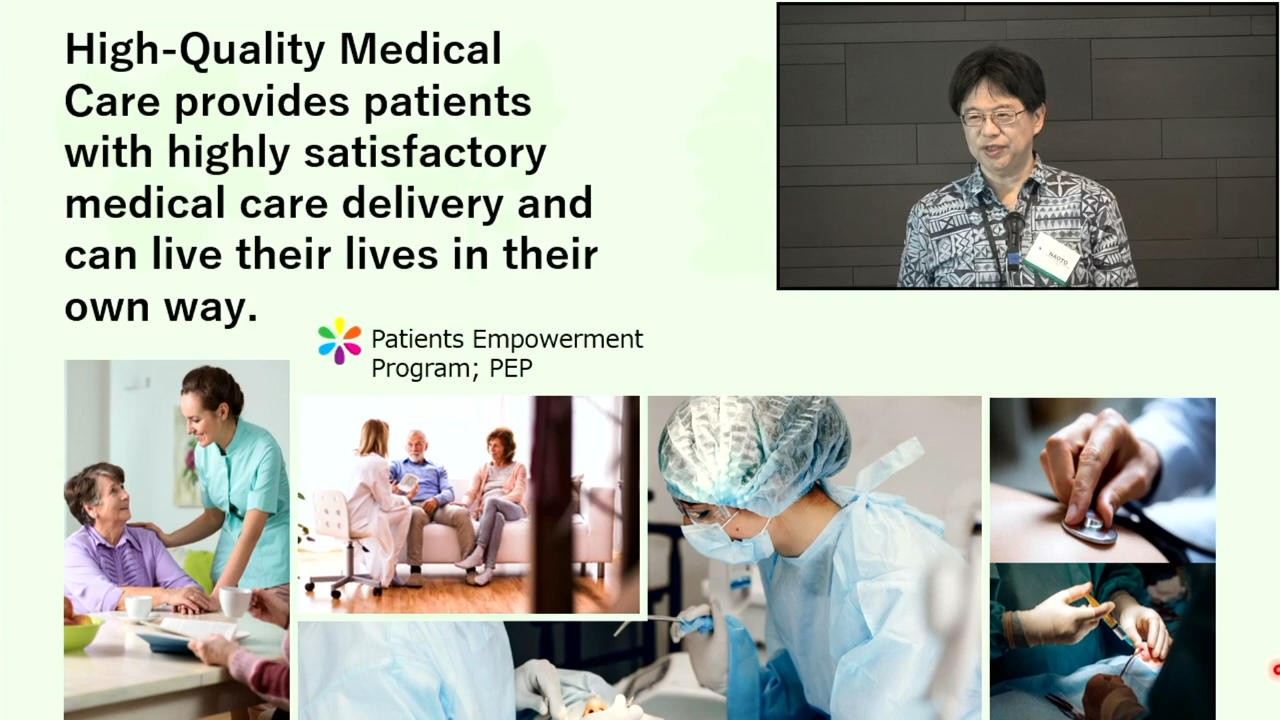 High-Quality Medical
Care provides patients
with highly satisfactory
medical care delivery and
can live their lives in their
own way.
Patients Empowerment
Program; PEP
NAOTO